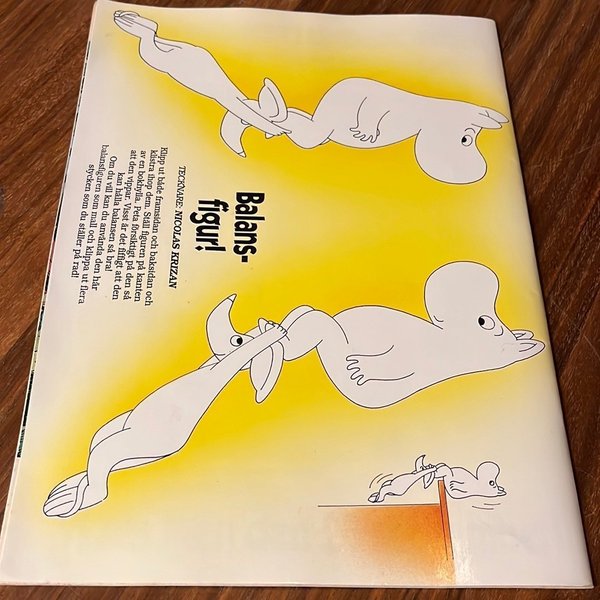 Balans-
figur!
TECKNARE: NICOLAS KRIZAN
Klipp ut både framsidan och baksidan och
klistra ihop dem. Ställ figuren på kanten
av en bokhylla. Peta försiktigt på den så
att den vippar. Visst är det fiffigt att den
kan hålla balansen så bra!
Om du vill kan du använda den här
balansfiguren som mall och klippa ut flera
stycken som du ställer på rad!